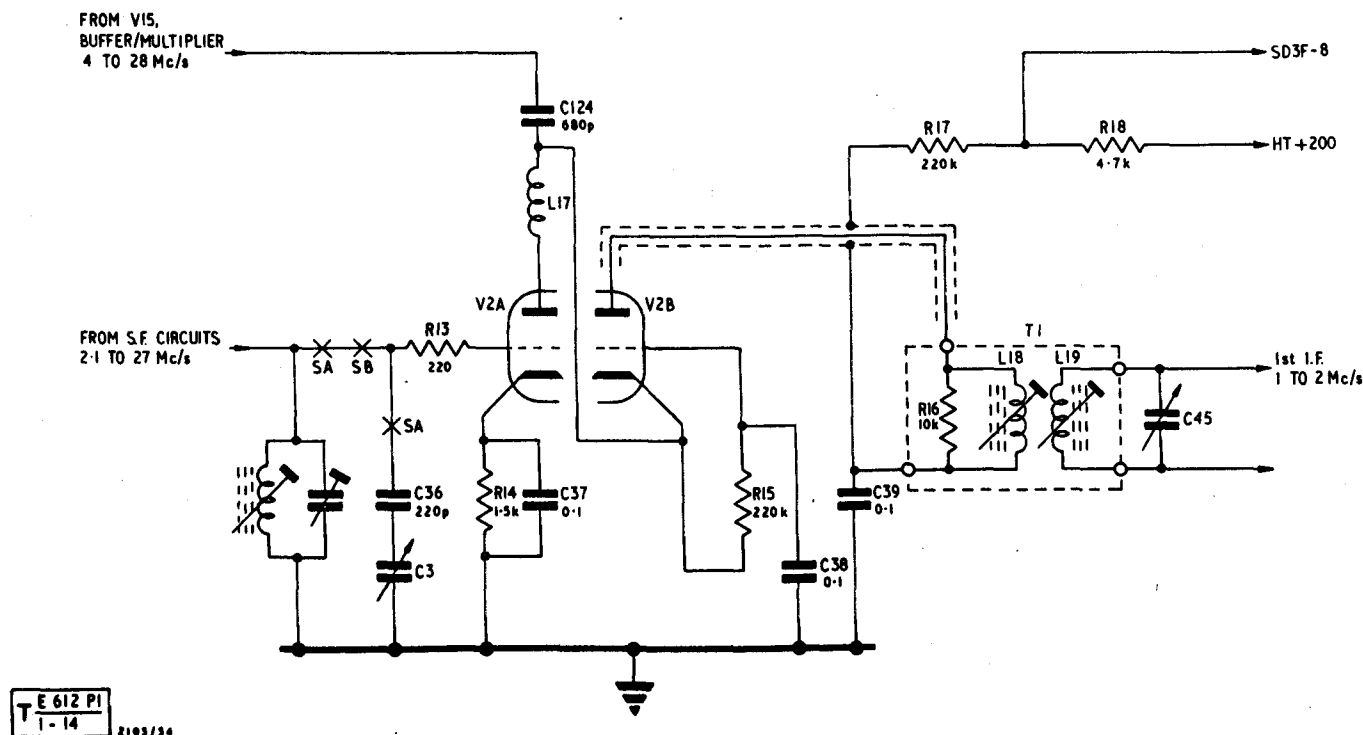 FROM V15,
BUFFER/MULTIPLIER
4 TO 28 Mc/s
C124
680p
L17
SD3F-8
R17
220k
R18
4·7k
HT+200
V2A
V2B
FROM S.F. CIRCUITS
2·1 TO 27 Mc/s
SA
SB
R13
220
SA
T1
L18
L19
1st I.F.
1 TO 2 Mc/s
R16
10k
C45
C36
220p
R14
1·5k
C37
0·1
R15
220k
C39
0·1
C3
C38
0·1
T
E 612 P1
1 - 14
2193/34